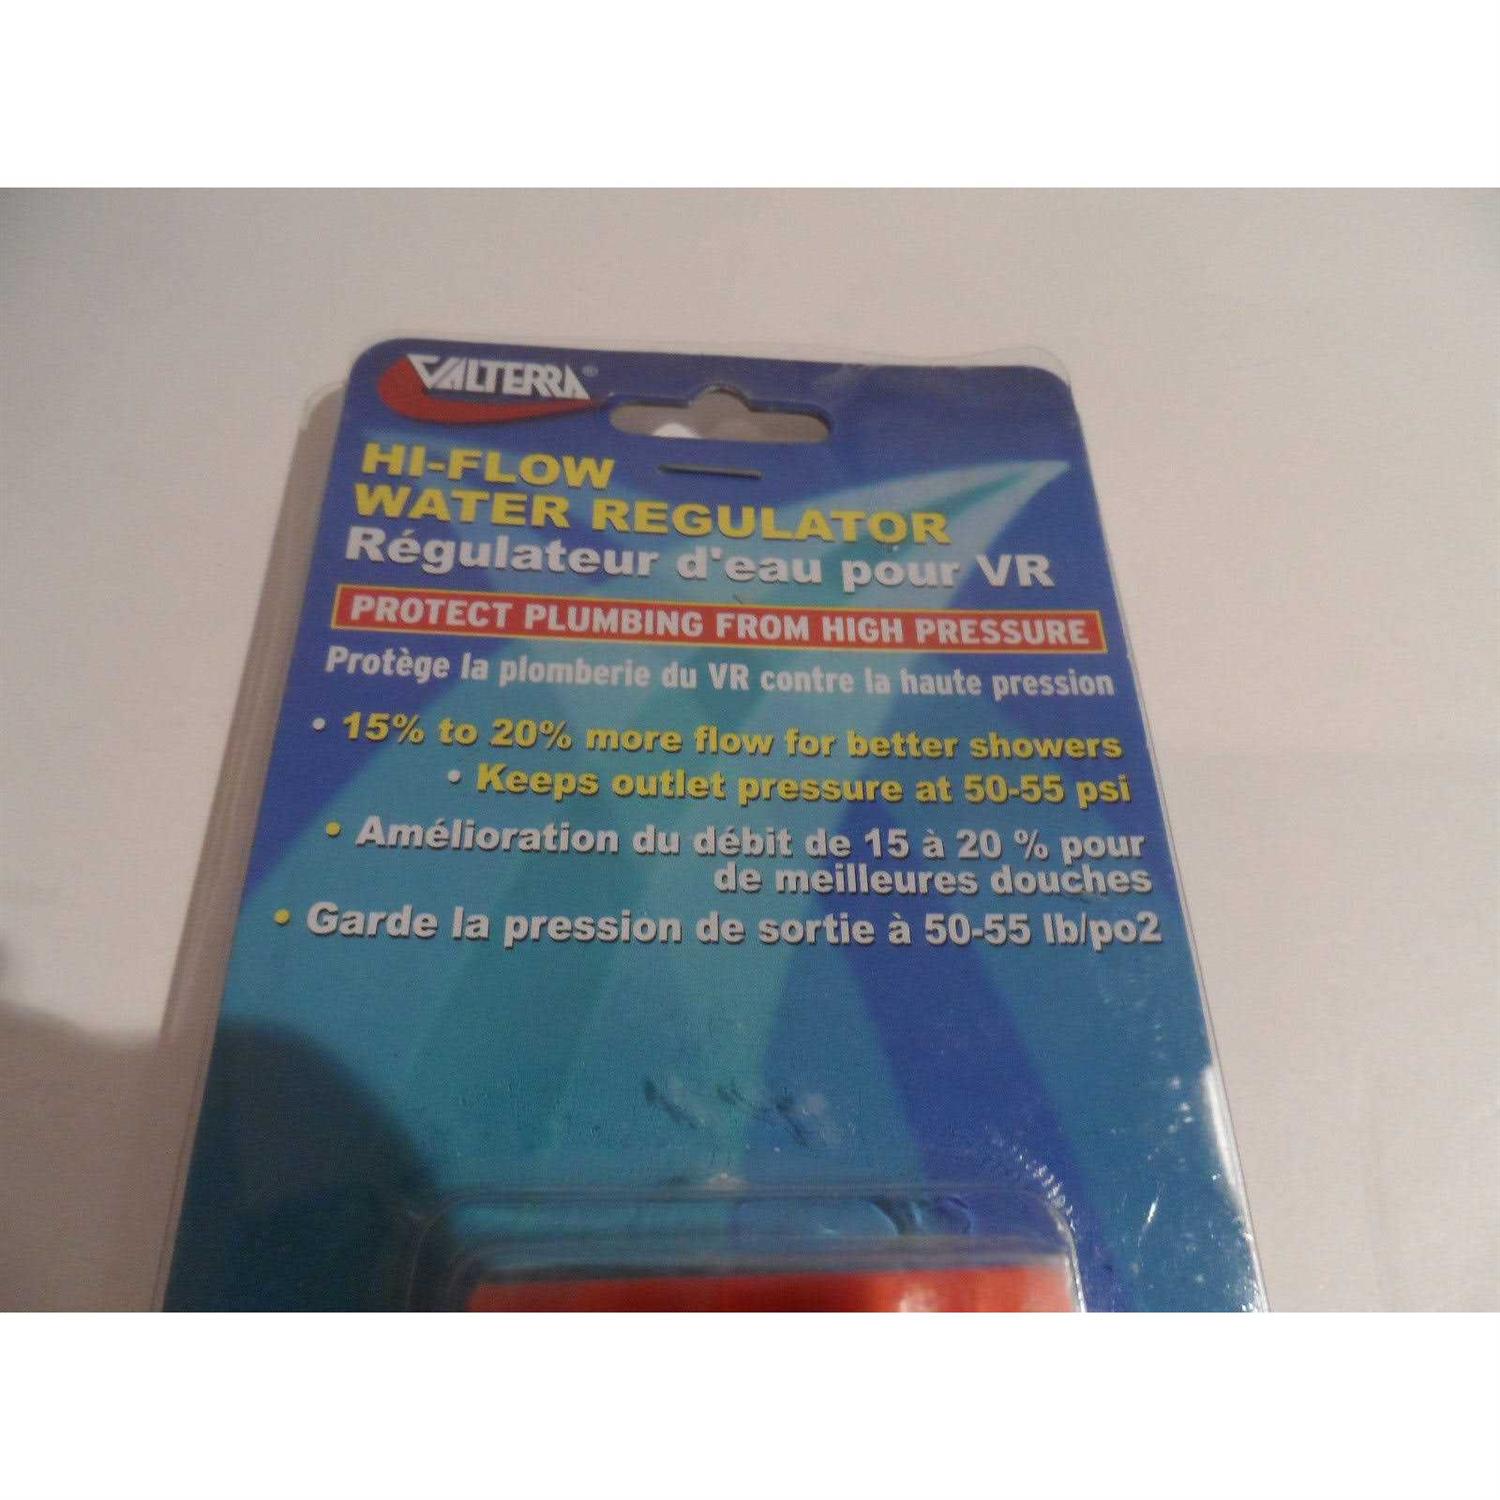 VALTERRA®
HI-FLOW
WATER REGULATOR
Régulateur d'eau pour VR
PROTECT PLUMBING FROM HIGH PRESSURE
Protège la plomberie du VR contre la haute pression
• 15% to 20% more flow for better showers
• Keeps outlet pressure at 50-55 psi
• Amélioration du débit de 15 à 20 % pour
de meilleures douches
• Garde la pression de sortie à 50-55 lb/po2